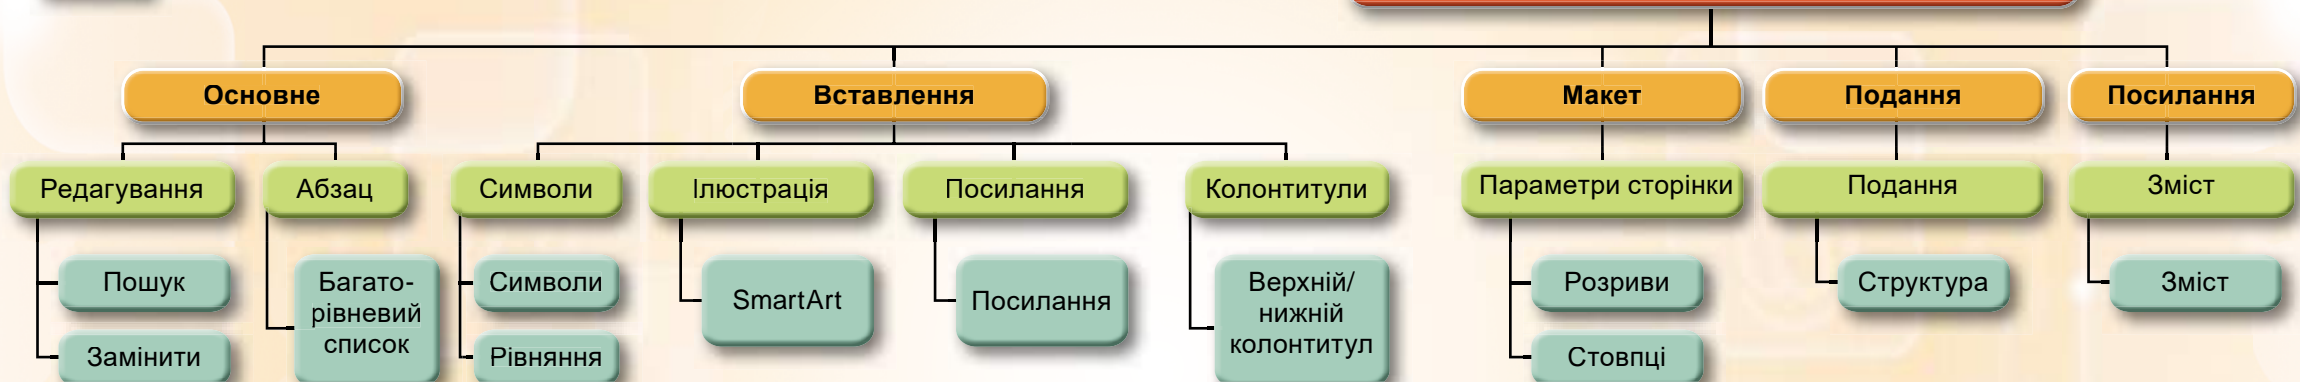 Основне
Вставлення
Макет
Подання
Посилання
Редагування
Абзац
Символи
Ілюстрація
Посилання
Колонтитули
Параметри сторінки
Подання
Зміст
Пошук
Замінити
Багато-
рівневий
список
Символи
Рівняння
SmartArt
Посилання
Верхній/
нижній
колонтитул
Розриви
Стовпці
Структура
Зміст